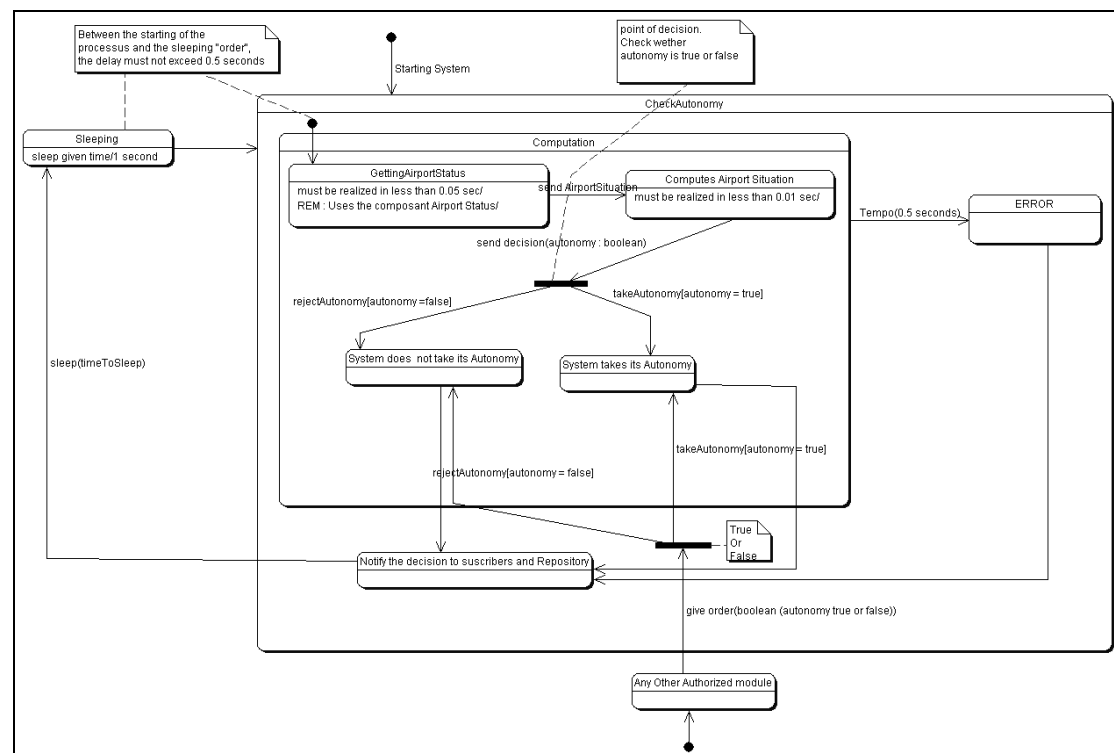 Between the starting of the
processus and the sleeping "order",
the delay must not exceed 0.5 seconds
point of decision.
Check wether
autonomy is true or false
Starting System
CheckAutonomy
Sleeping
sleep given time/1 second
Computation
GettingAirportStatus
must be realized in less than 0.05 sec/
REM : Uses the composant Airport Status/
send AirportSituation
Computes Airport Situation
must be realized in less than 0.01 sec/
Tempo(0.5 seconds)
ERROR
send decision(autonomy : boolean)
rejectAutonomy[autonomy =false]
takeAutonomy[autonomy = true]
System does not take its Autonomy
System takes its Autonomy
sleep(timeToSleep)
takeAutonomy[autonomy = true]
rejectAutonomy[autonomy = false]
True
Or
False
Notify the decision to suscribers and Repository
give order(boolean (autonomy true or false))
Any Other Authorized module